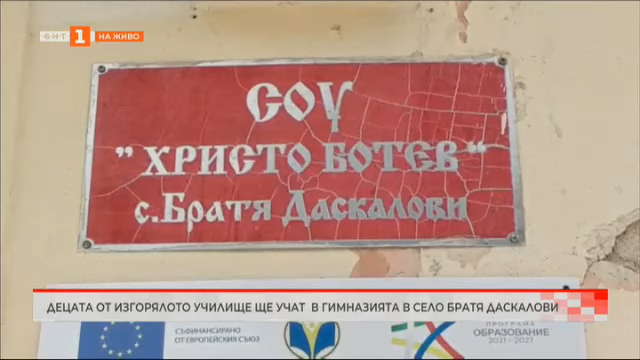 БНТ 1 НА ЖИВО
СОУ
"ХРИСТО БОТЕВ"
с.Братя Даскалови
ДЕЦАТА ОТ ИЗГОРЯЛОТО УЧИЛИЩЕ ЩЕ УЧАТ В ГИМНАЗИЯТА В СЕЛО БРАТЯ ДАСКАЛОВИ
СЪФИНАНСИРАНО
ОТ ЕВРОПЕЙСКИЯ СЪЮЗ
ПРОГРАМА
ОБРАЗОВАНИЕ
2021-2027